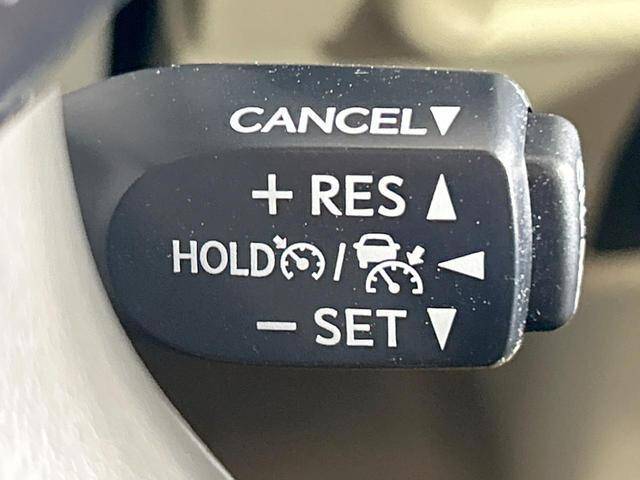 CANCEL▼
+ RES ▲
HOLD / ◀
− SET ▼